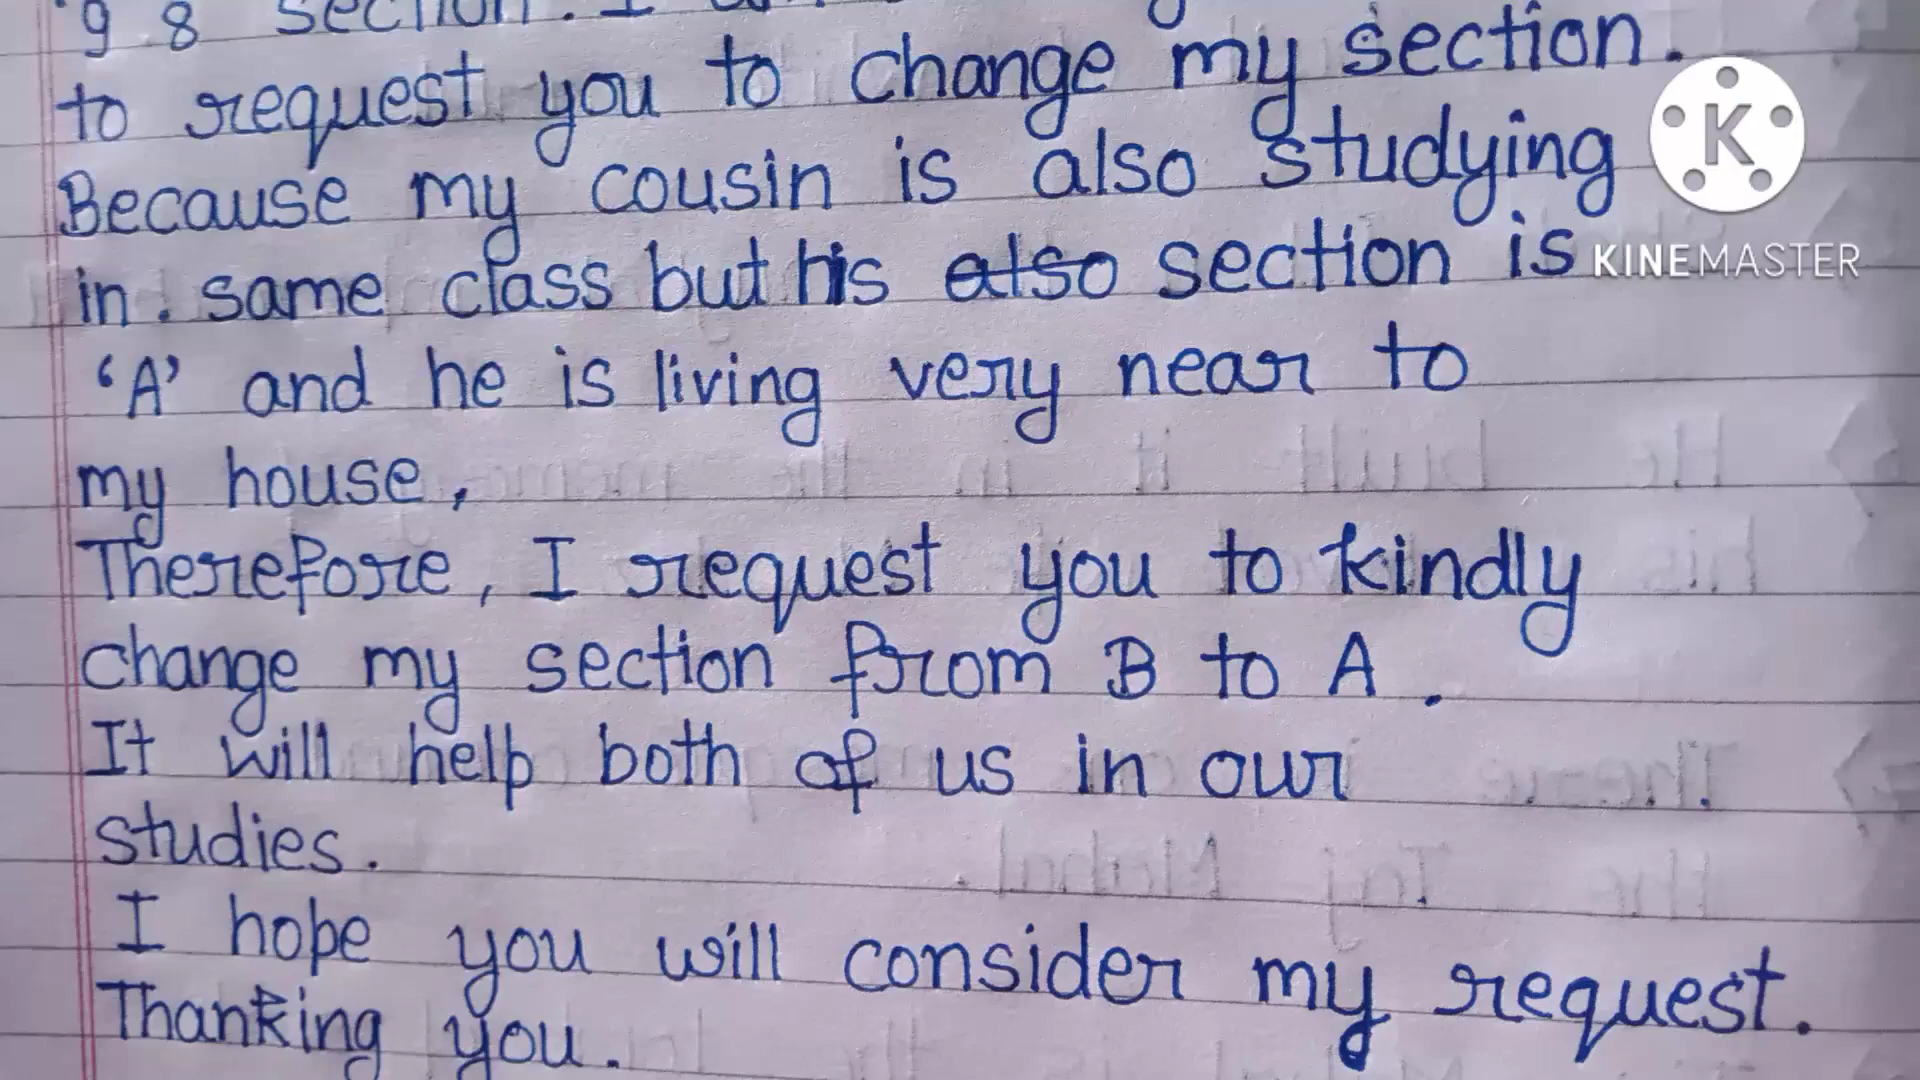 9 8 section. I
to request you to change my section.
Because my cousin is also studying
in. same class but his also section is
'A' and he is living very near to
my house,
Therefore, I request you to kindly
change my section from B to A.
It will help both of us in our
studies.
I hope you will consider my request.
Thanking you.
K
KINEMASTER